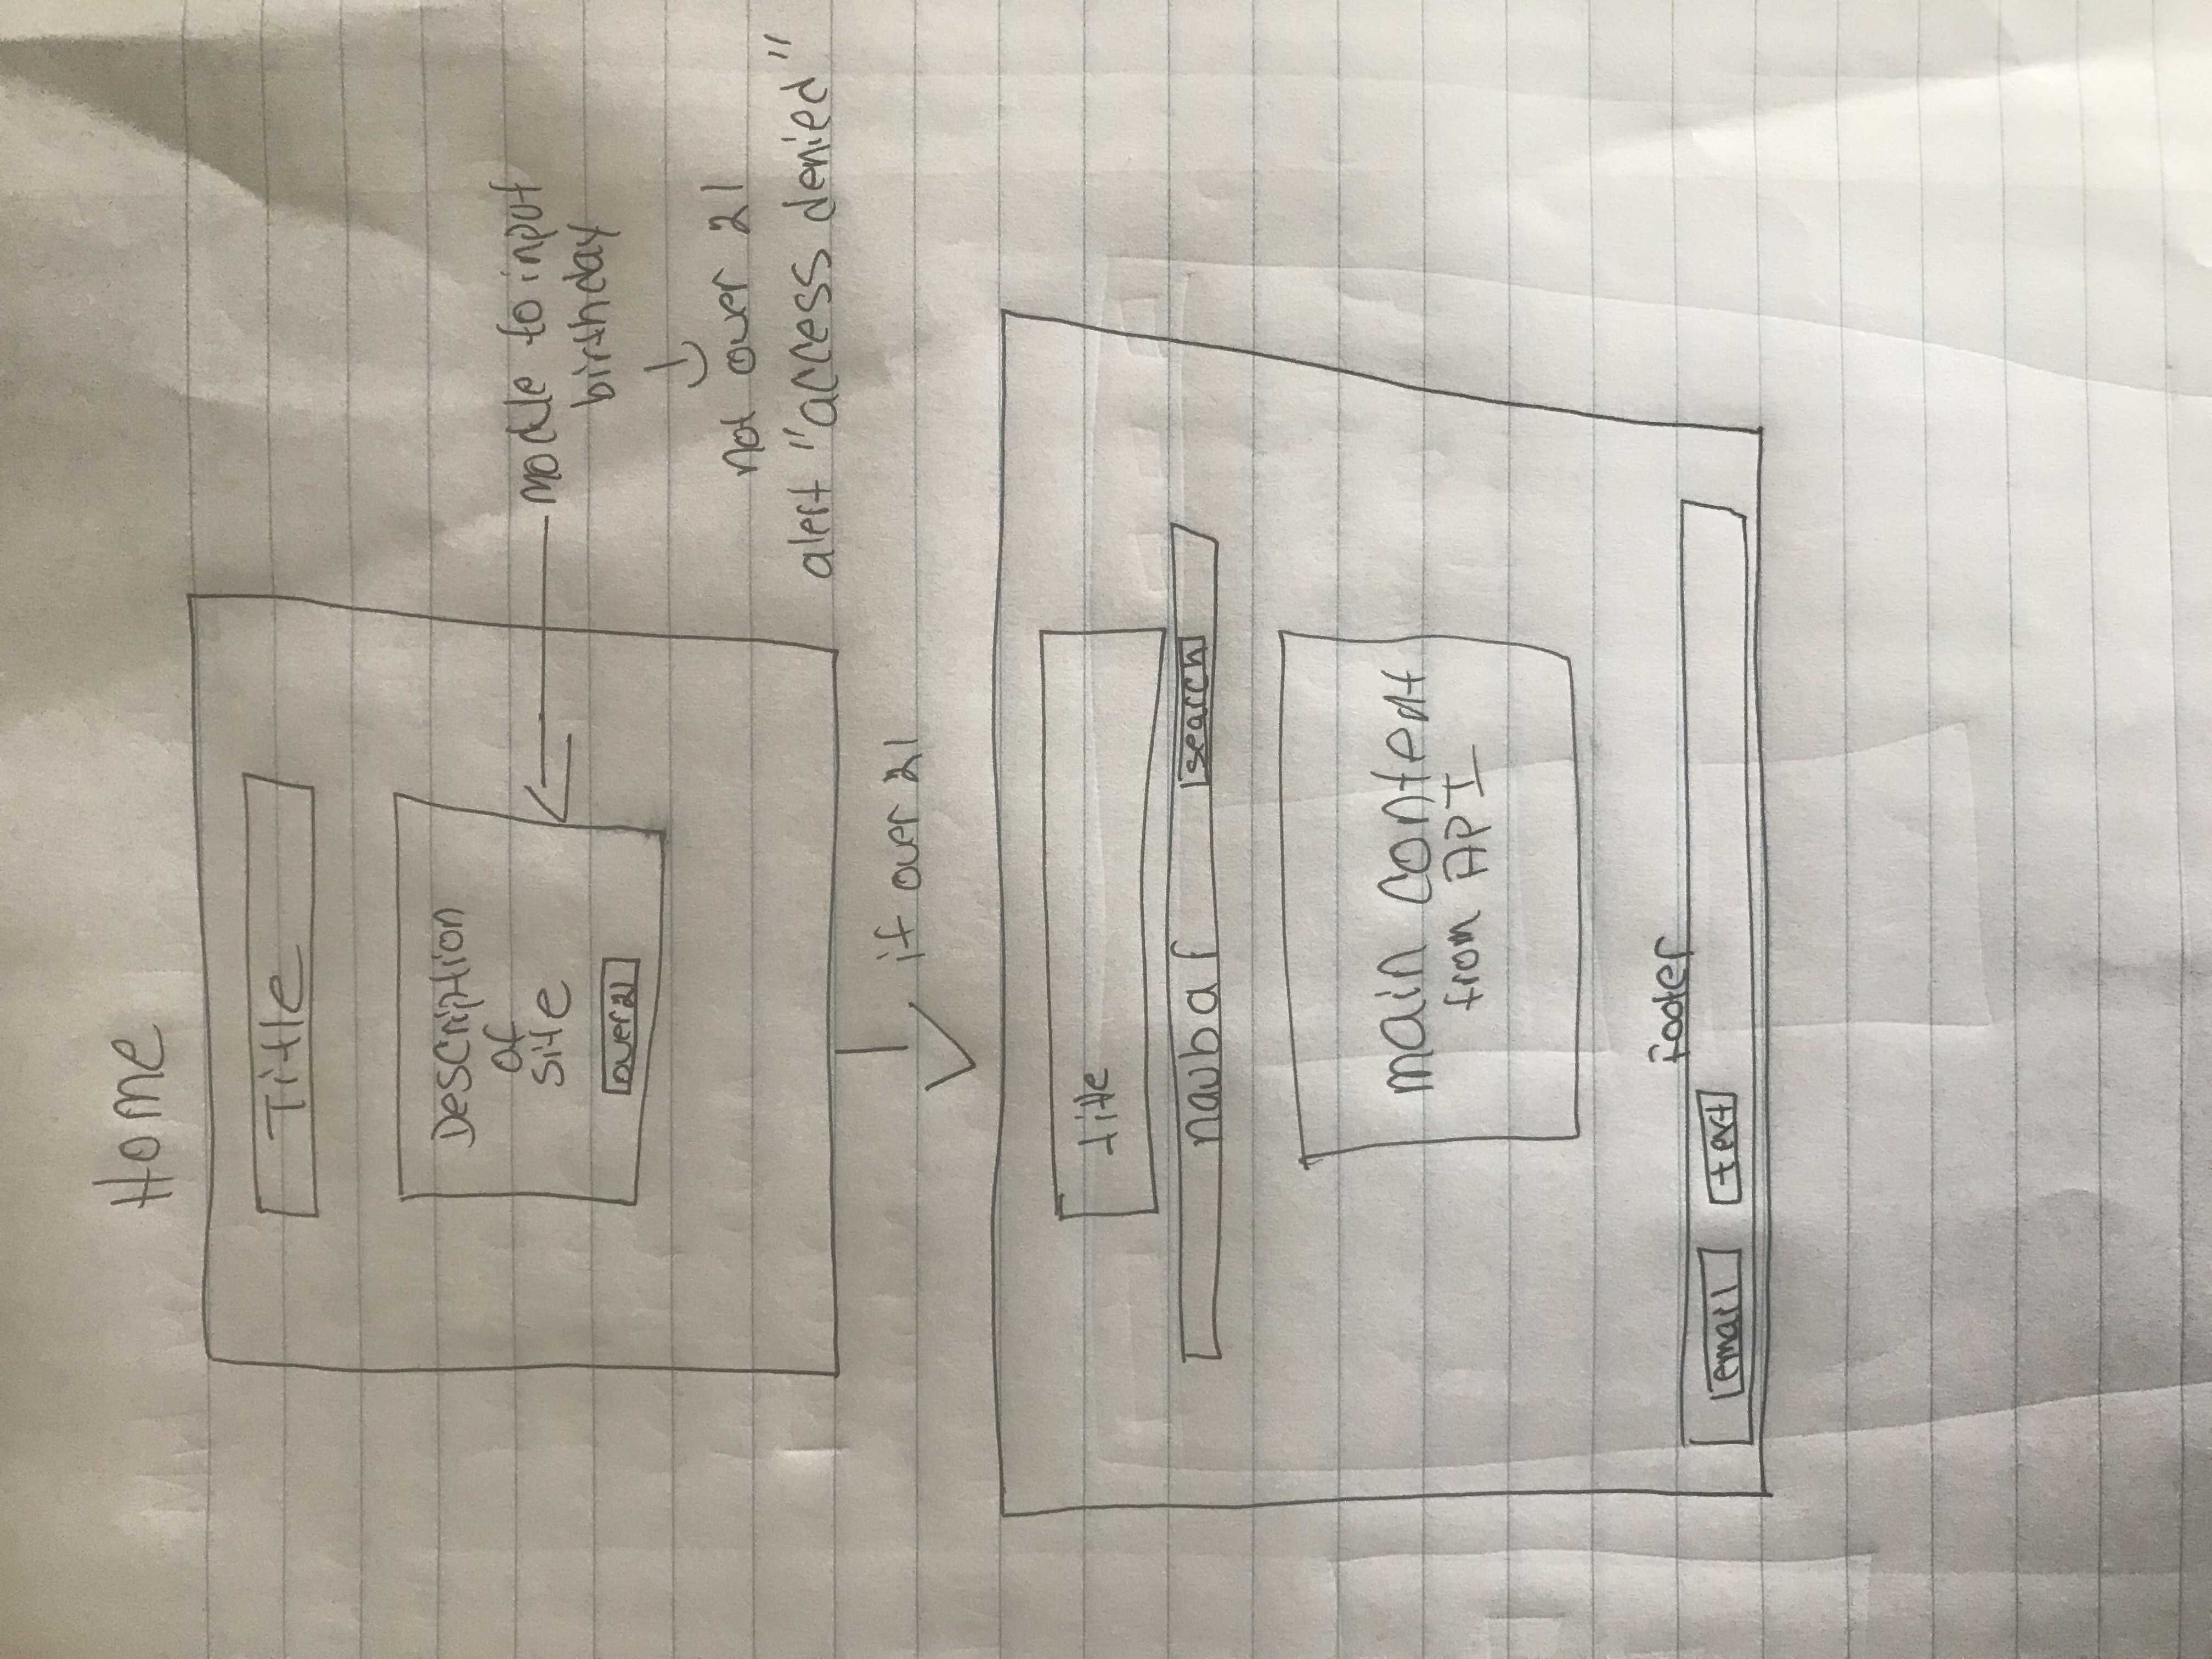 Home
Title
Description
of
site
over 21
module to input
birthday
not over 21
alert "access denied"
if over 21
title
navbar
search
main content
from API
Footer
email
text